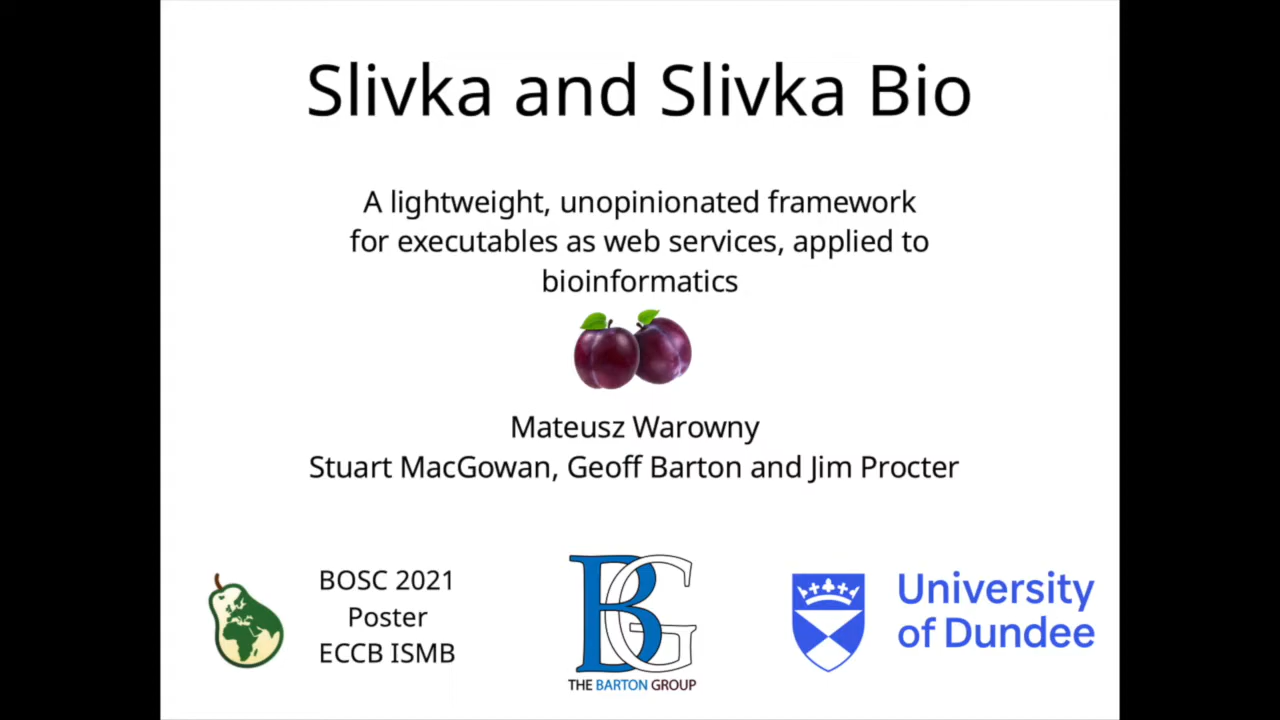 Slivka and Slivka Bio
A lightweight, unopinionated framework
for executables as web services, applied to
bioinformatics
Mateusz Warowny
Stuart MacGowan, Geoff Barton and Jim Procter
BOSC 2021
Poster
ECCB ISMB
BG
THE BARTON GROUP
University
of Dundee